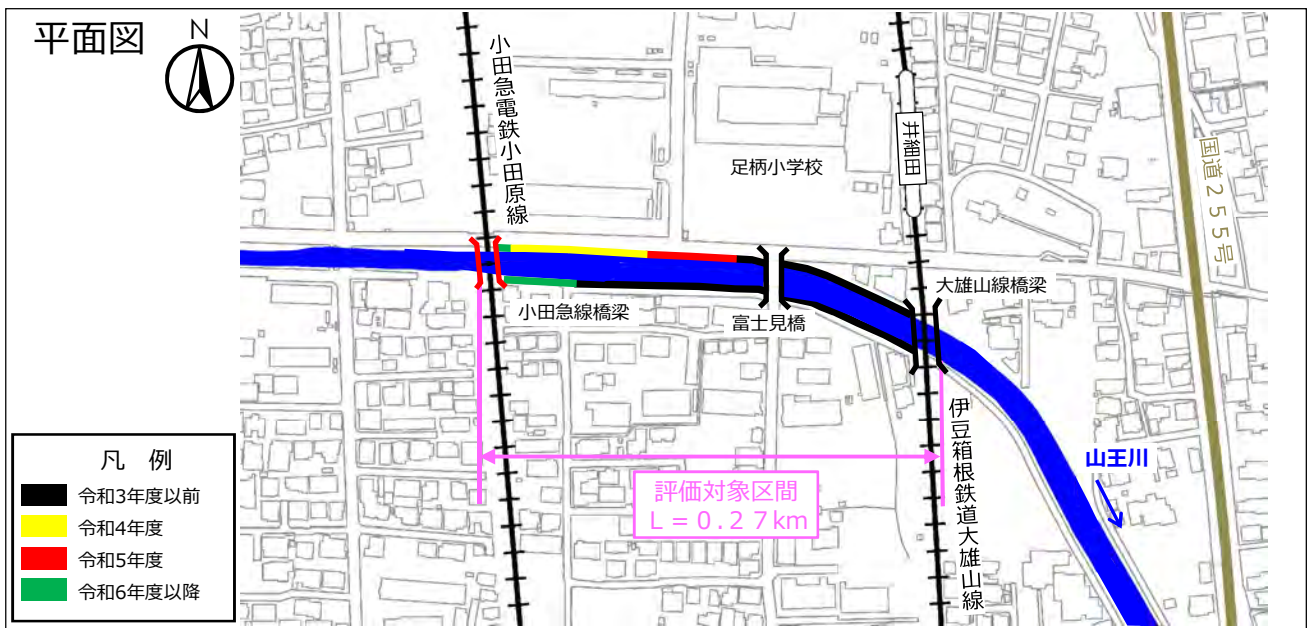 平面図
N
小田急電鉄小田原線
足柄小学校
井細田
国道255号
小田急線橋梁
富士見橋
大雄山線橋梁
伊豆箱根鉄道大雄山線
山王川
評価対象区間
L=0.27km
凡 例
令和3年度以前
令和4年度
令和5年度
令和6年度以降